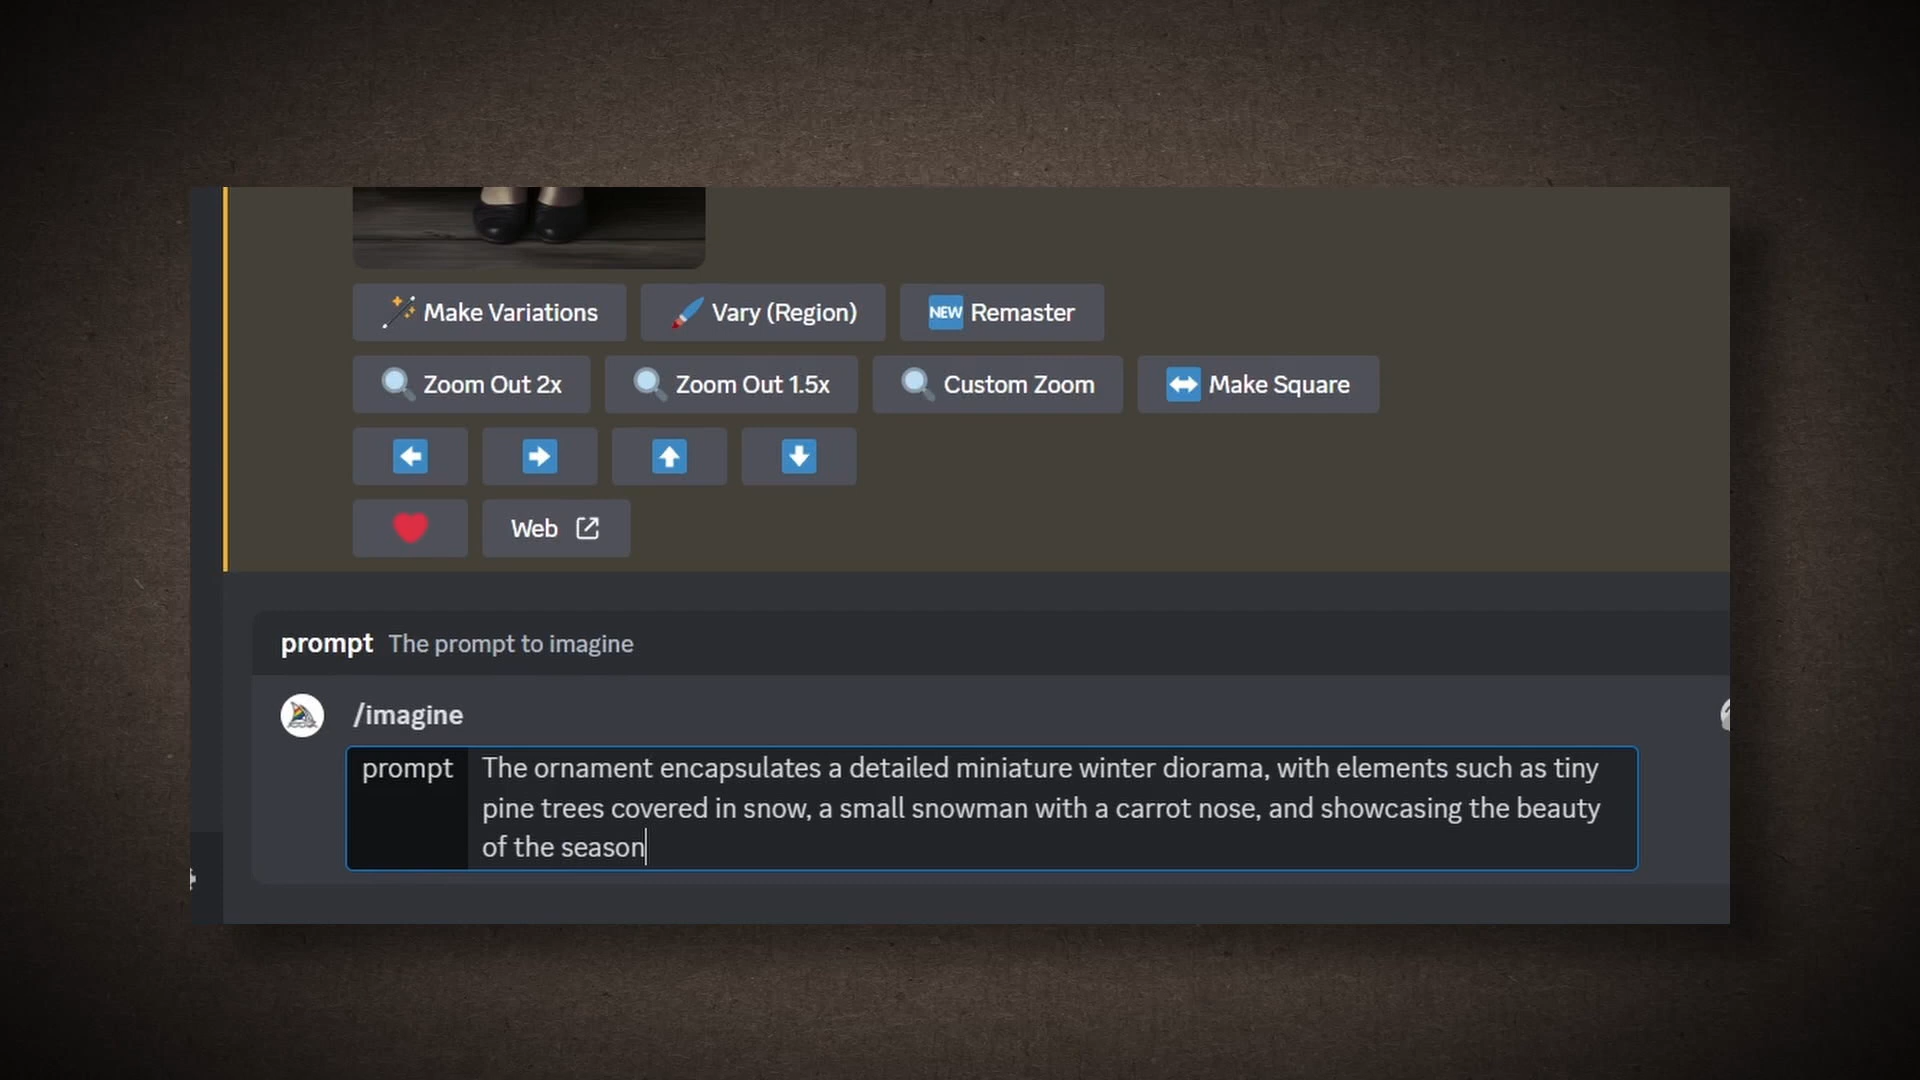 Make Variations Vary (Region) NEW Remaster
Zoom Out 2x Zoom Out 1.5x Custom Zoom Make Square
Web
prompt The prompt to imagine
/imagine
prompt The ornament encapsulates a detailed miniature winter diorama, with elements such as tiny
pine trees covered in snow, a small snowman with a carrot nose, and showcasing the beauty
of the season